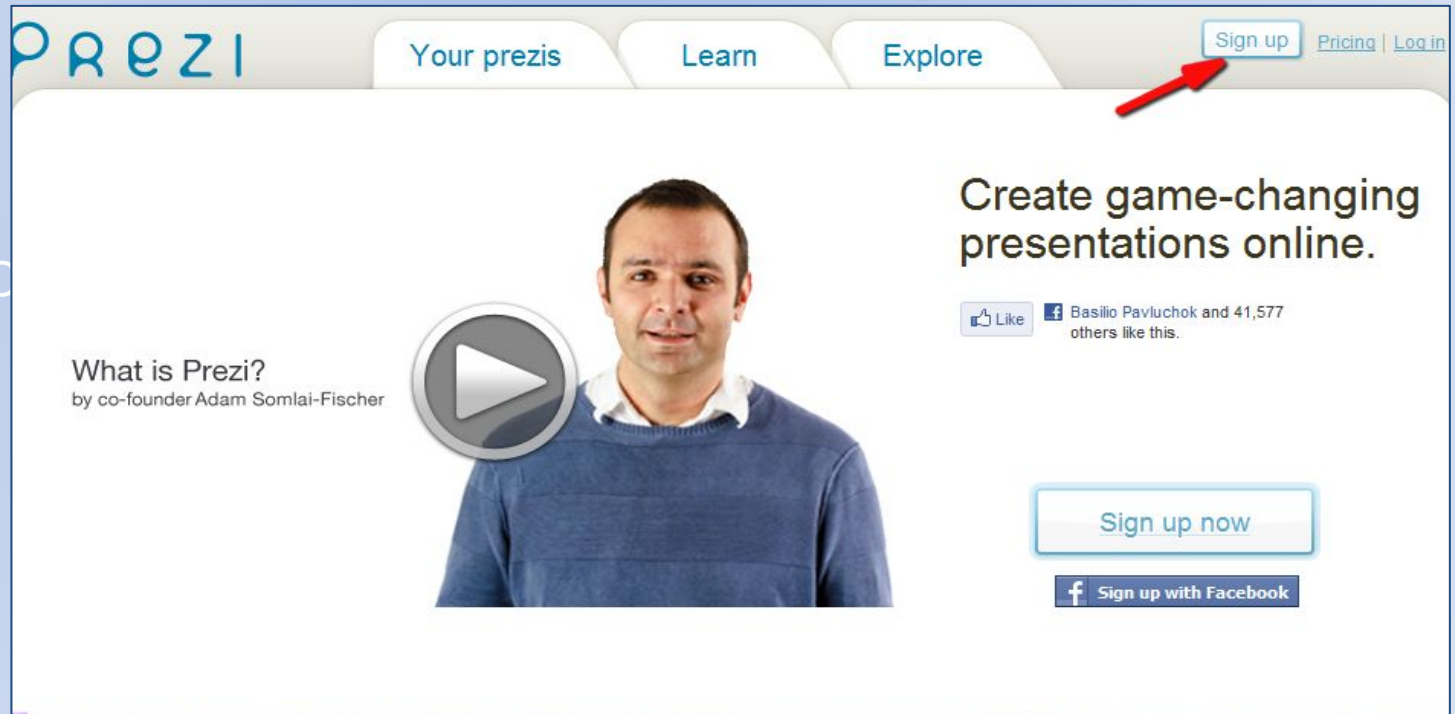 PREZI
Your prezis
Learn
Explore
Sign up
Pricing | Log in
Create game-changing
presentations online.
Like
Basilio Pavluchok and 41,577
others like this.
What is Prezi?
by co-founder Adam Somlai-Fischer
Sign up now
f Sign up with Facebook